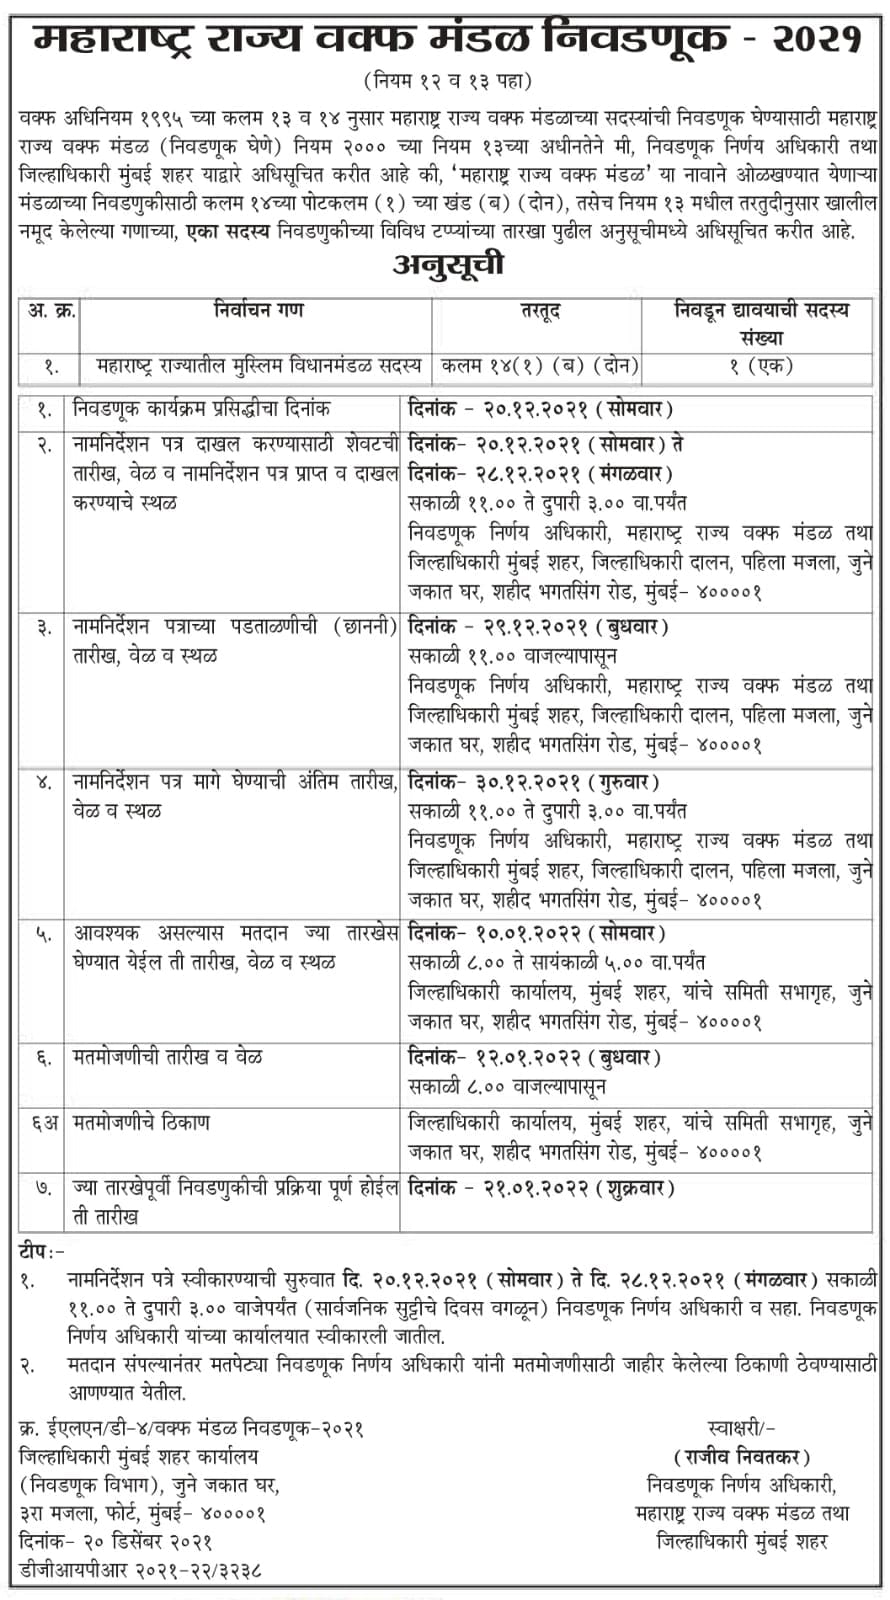 महाराष्ट्र राज्य वक्फ मंडळ निवडणूक - २०२१
(नियम १२ व १३ पहा)
वक्फ अधिनियम १९९५ च्या कलम १३ व १४ नुसार महाराष्ट्र राज्य वक्फ मंडळाच्या सदस्यांची निवडणूक घेण्यासाठी महाराष्ट्र
राज्य वक्फ मंडळ (निवडणूक घेणे) नियम २००० च्या नियम १३च्या अधीनतेने मी, निवडणूक निर्णय अधिकारी तथा
जिल्हाधिकारी मुंबई शहर याद्वारे अधिसूचित करीत आहे की, ‘महाराष्ट्र राज्य वक्फ मंडळ’ या नावाने ओळखण्यात येणाऱ्या
मंडळाच्या निवडणुकीसाठी कलम १४च्या पोटकलम (१) च्या खंड (ब) (दोन), तसेच नियम १३ मधील तरतुदीनुसार खालील
नमूद केलेल्या गणाच्या, एका सदस्य निवडणुकीच्या विविध टप्प्यांच्या तारखा पुढील अनुसूचीमध्ये अधिसूचित करीत आहे.
अनुसूची
अ. क्र. निर्वाचन गण तरतूद निवडून द्यावयाची सदस्य
संख्या
१. महाराष्ट्र राज्यातील मुस्लिम विधानमंडळ सदस्य कलम १४(१) (ब) (दोन) १ (एक)
१. निवडणूक कार्यक्रम प्रसिद्धीचा दिनांक दिनांक - २०.१२.२०२१ (सोमवार)
२. नामनिर्देशन पत्र दाखल करण्यासाठी शेवटची दिनांक- २०.१२.२०२१ (सोमवार) ते
तारीख, वेळ व नामनिर्देशन पत्र प्राप्त व दाखल दिनांक- २८.१२.२०२१ (मंगळवार)
करण्याचे स्थळ सकाळी ११.०० ते दुपारी ३.०० वा.पर्यंत
निवडणूक निर्णय अधिकारी, महाराष्ट्र राज्य वक्फ मंडळ तथा
जिल्हाधिकारी मुंबई शहर, जिल्हाधिकारी दालन, पहिला मजला, जुने
जकात घर, शहीद भगतसिंग रोड, मुंबई- ४००००१
३. नामनिर्देशन पत्राच्या पडताळणीची (छाननी) दिनांक - २९.१२.२०२१ (बुधवार)
तारीख, वेळ व स्थळ सकाळी ११.०० वाजल्यापासून
निवडणूक निर्णय अधिकारी, महाराष्ट्र राज्य वक्फ मंडळ तथा
जिल्हाधिकारी मुंबई शहर, जिल्हाधिकारी दालन, पहिला मजला, जुने
जकात घर, शहीद भगतसिंग रोड, मुंबई- ४००००१
४. नामनिर्देशन पत्र मागे घेण्याची अंतिम तारीख, दिनांक- ३०.१२.२०२१ (गुरुवार)
वेळ व स्थळ सकाळी ११.०० ते दुपारी ३.०० वा.पर्यंत
निवडणूक निर्णय अधिकारी, महाराष्ट्र राज्य वक्फ मंडळ तथा
जिल्हाधिकारी मुंबई शहर, जिल्हाधिकारी दालन, पहिला मजला, जुने
जकात घर, शहीद भगतसिंग रोड, मुंबई- ४००००१
५. आवश्यक असल्यास मतदान ज्या तारखेस दिनांक- १०.०१.२०२२ (सोमवार)
घेण्यात येईल ती तारीख, वेळ व स्थळ सकाळी ८.०० ते सायंकाळी ५.०० वा.पर्यंत
जिल्हाधिकारी कार्यालय, मुंबई शहर, यांचे समिती सभागृह, जुने
जकात घर, शहीद भगतसिंग रोड, मुंबई- ४००००१
६. मतमोजणीची तारीख व वेळ दिनांक- १२.०१.२०२२ (बुधवार)
सकाळी ८.०० वाजल्यापासून
६अ मतमोजणीचे ठिकाण जिल्हाधिकारी कार्यालय, मुंबई शहर, यांचे समिती सभागृह, जुने
जकात घर, शहीद भगतसिंग रोड, मुंबई- ४००००१
७. ज्या तारखेपूर्वी निवडणुकीची प्रक्रिया पूर्ण होईल दिनांक - २१.०१.२०२२ (शुक्रवार)
ती तारीख
टीप:-
१. नामनिर्देशन पत्रे स्वीकारण्याची सुरुवात दि. २०.१२.२०२१ (सोमवार) ते दि. २८.१२.२०२१ (मंगळवार) सकाळी
११.०० ते दुपारी ३.०० वाजेपर्यंत (सार्वजनिक सुट्टीचे दिवस वगळून) निवडणूक निर्णय अधिकारी व सहा. निवडणूक
निर्णय अधिकारी यांच्या कार्यालयात स्वीकारली जातील.
२. मतदान संपल्यानंतर मतपेट्या निवडणूक निर्णय अधिकारी यांनी मतमोजणीसाठी जाहीर केलेल्या ठिकाणी ठेवण्यासाठी
आणण्यात येतील.
क्र. ईएलएन/डी-४/वक्फ मंडळ निवडणूक-२०२१
जिल्हाधिकारी मुंबई शहर कार्यालय
(निवडणूक विभाग), जुने जकात घर,
३रा मजला, फोर्ट, मुंबई- ४००००१
दिनांक- २० डिसेंबर २०२१
डीजीआयपीआर २०२१-२२/३२३८
स्वाक्षरी/-
(राजीव निवतकर)
निवडणूक निर्णय अधिकारी,
महाराष्ट्र राज्य वक्फ मंडळ तथा
जिल्हाधिकारी मुंबई शहर